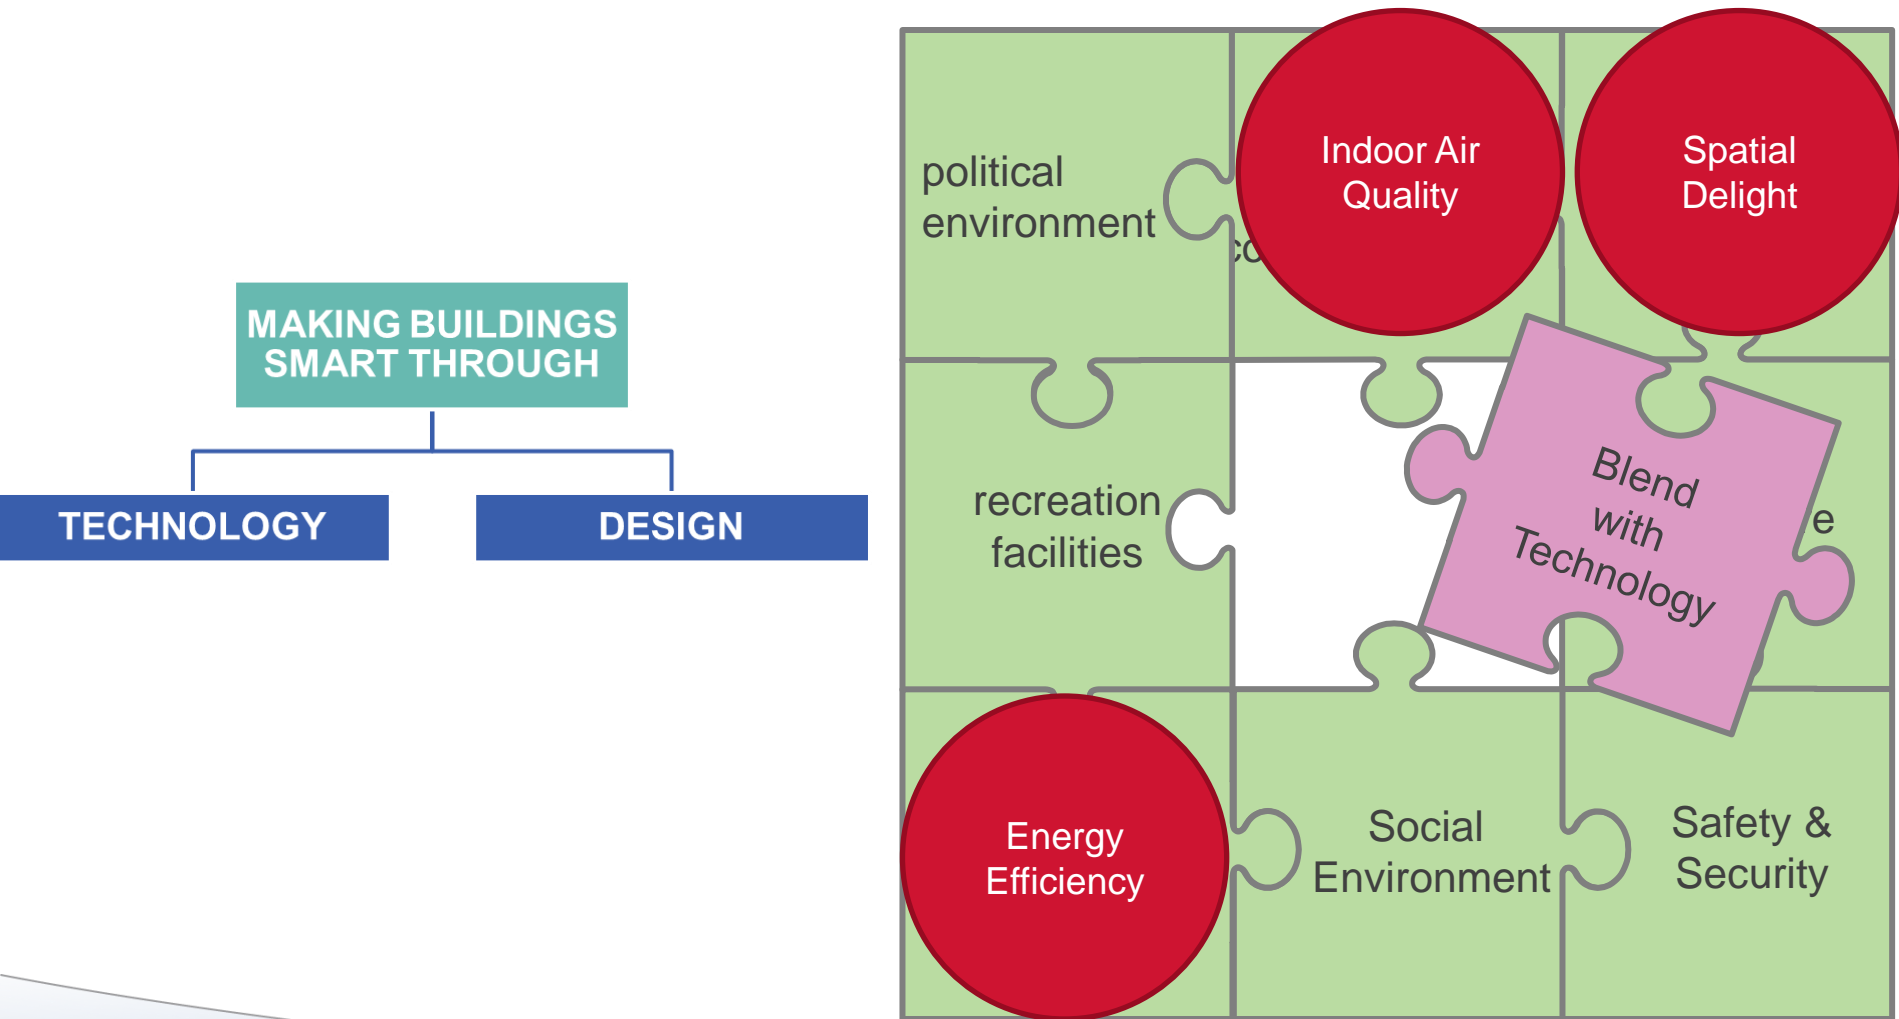 MAKING BUILDINGS
SMART THROUGH
TECHNOLOGY
DESIGN
political
environment
Indoor Air
Quality
Spatial
Delight
recreation
facilities
Blend
with
Technology
Energy
Efficiency
Social
Environment
Safety &
Security